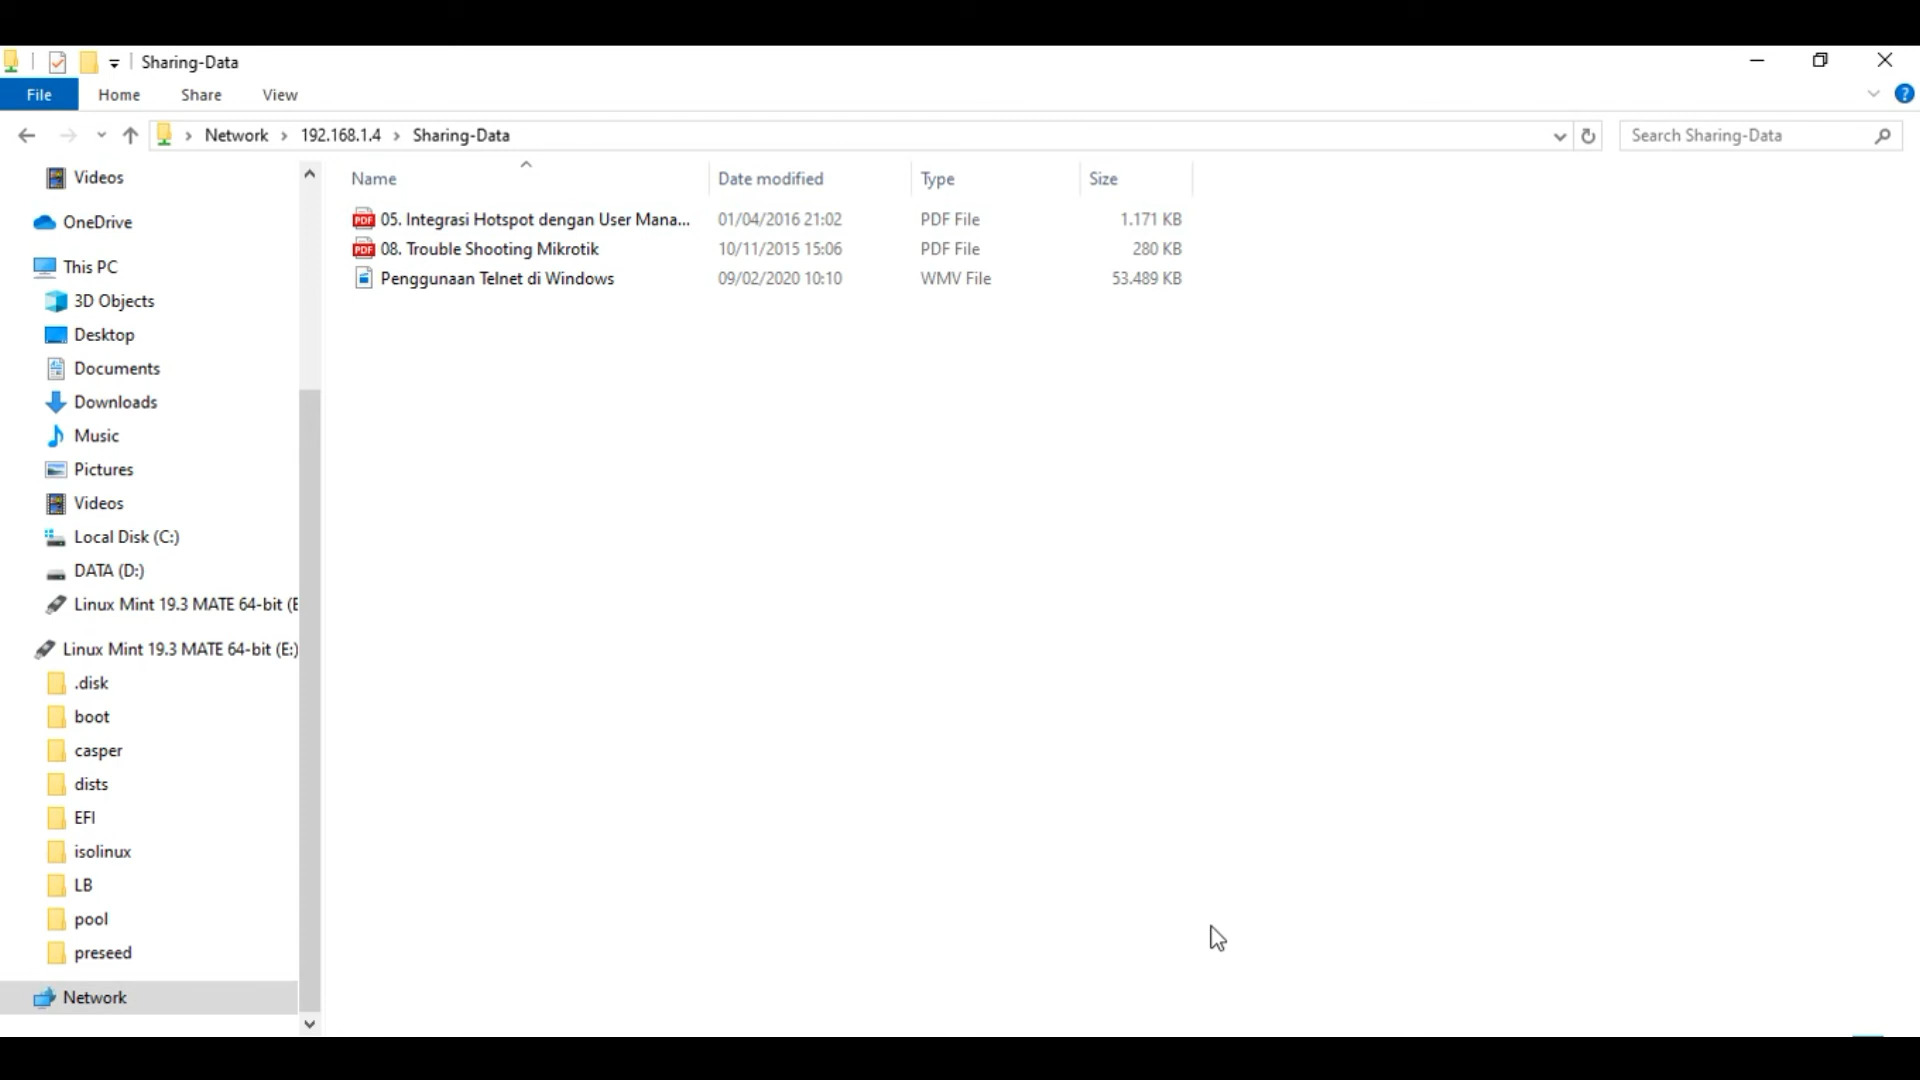 Sharing-Data
File Home Share View
Network 192.168.1.4 Sharing-Data
Search Sharing-Data
Videos
OneDrive
This PC
3D Objects
Desktop
Documents
Downloads
Music
Pictures
Videos
Local Disk (C:)
DATA (D:)
Linux Mint 19.3 MATE 64-bit (E
Linux Mint 19.3 MATE 64-bit (E:)
.disk
boot
casper
dists
EFI
isolinux
LB
pool
preseed
Network
Name Date modified Type Size
PDF 05. Integrasi Hotspot dengan User Mana... 01/04/2016 21:02 PDF File 1.171 KB
PDF 08. Trouble Shooting Mikrotik 10/11/2015 15:06 PDF File 280 KB
Penggunaan Telnet di Windows 09/02/2020 10:10 WMV File 53.489 KB